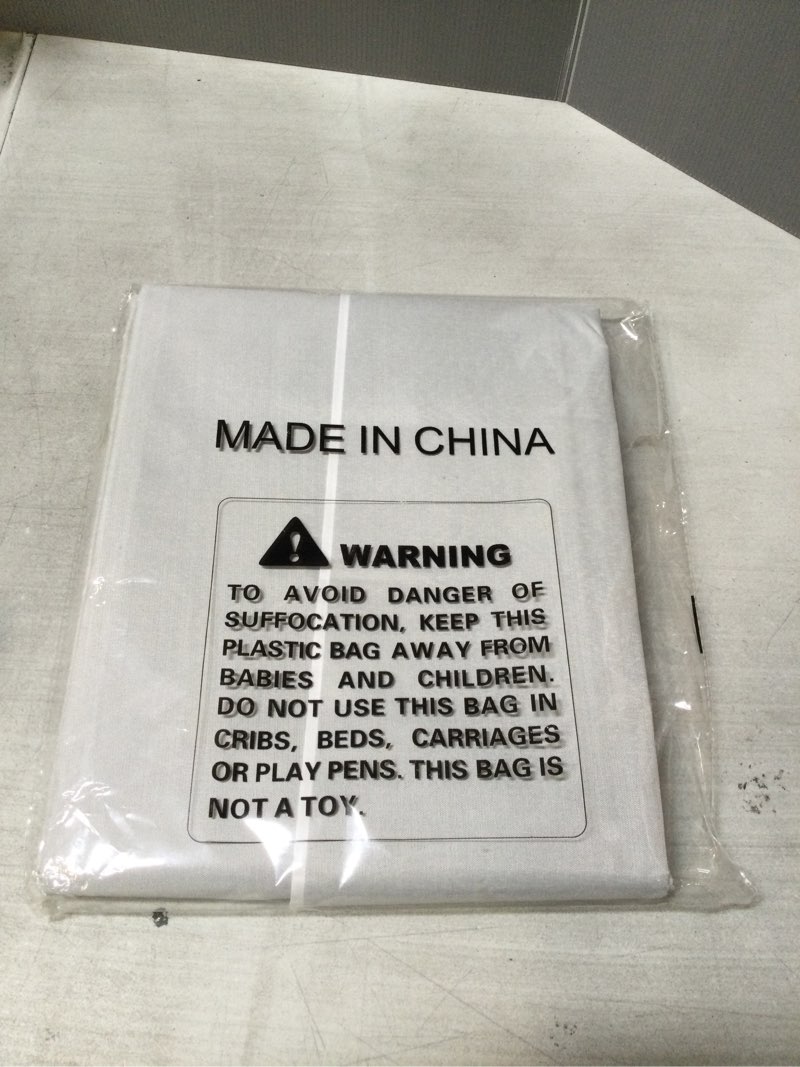 MADE IN CHINA
WARNING
TO AVOID DANGER OF
SUFFOCATION, KEEP THIS
PLASTIC BAG AWAY FROM
BABIES AND CHILDREN.
DO NOT USE THIS BAG IN
CRIBS, BEDS, CARRIAGES
OR PLAY PENS. THIS BAG IS
NOT A TOY.